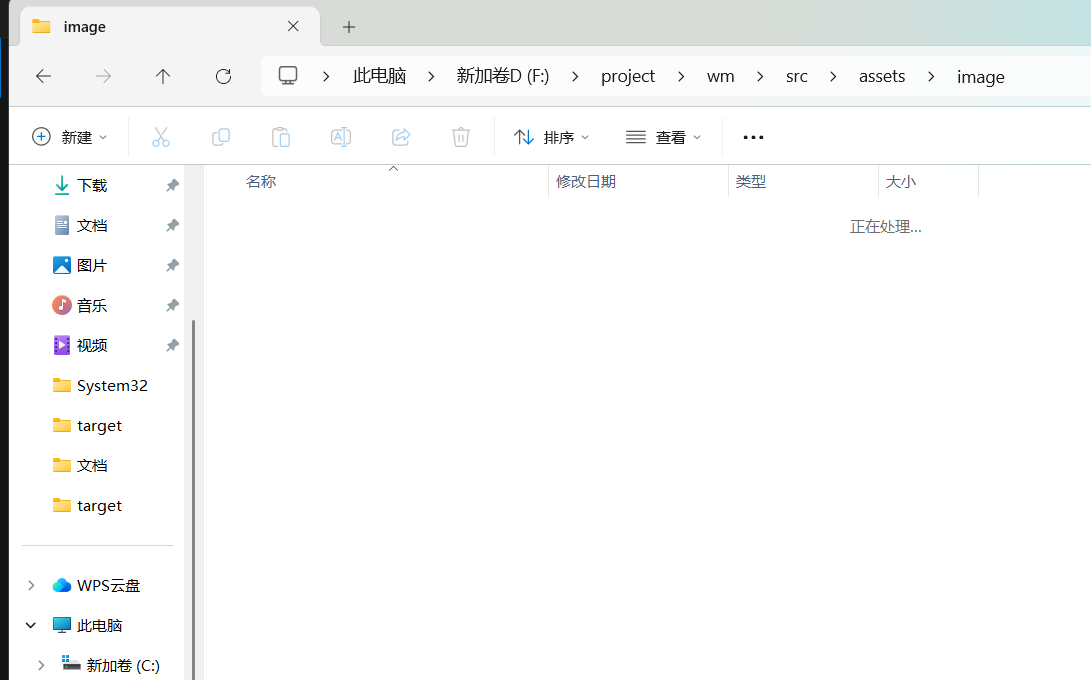 image
此电脑 新加卷D (F:) project wm src assets image
新建 排序 查看
名称 修改日期 类型 大小
正在处理...
下载
文档
图片
音乐
视频
System32
target
文档
target
WPS云盘
此电脑
新加卷 (C:)